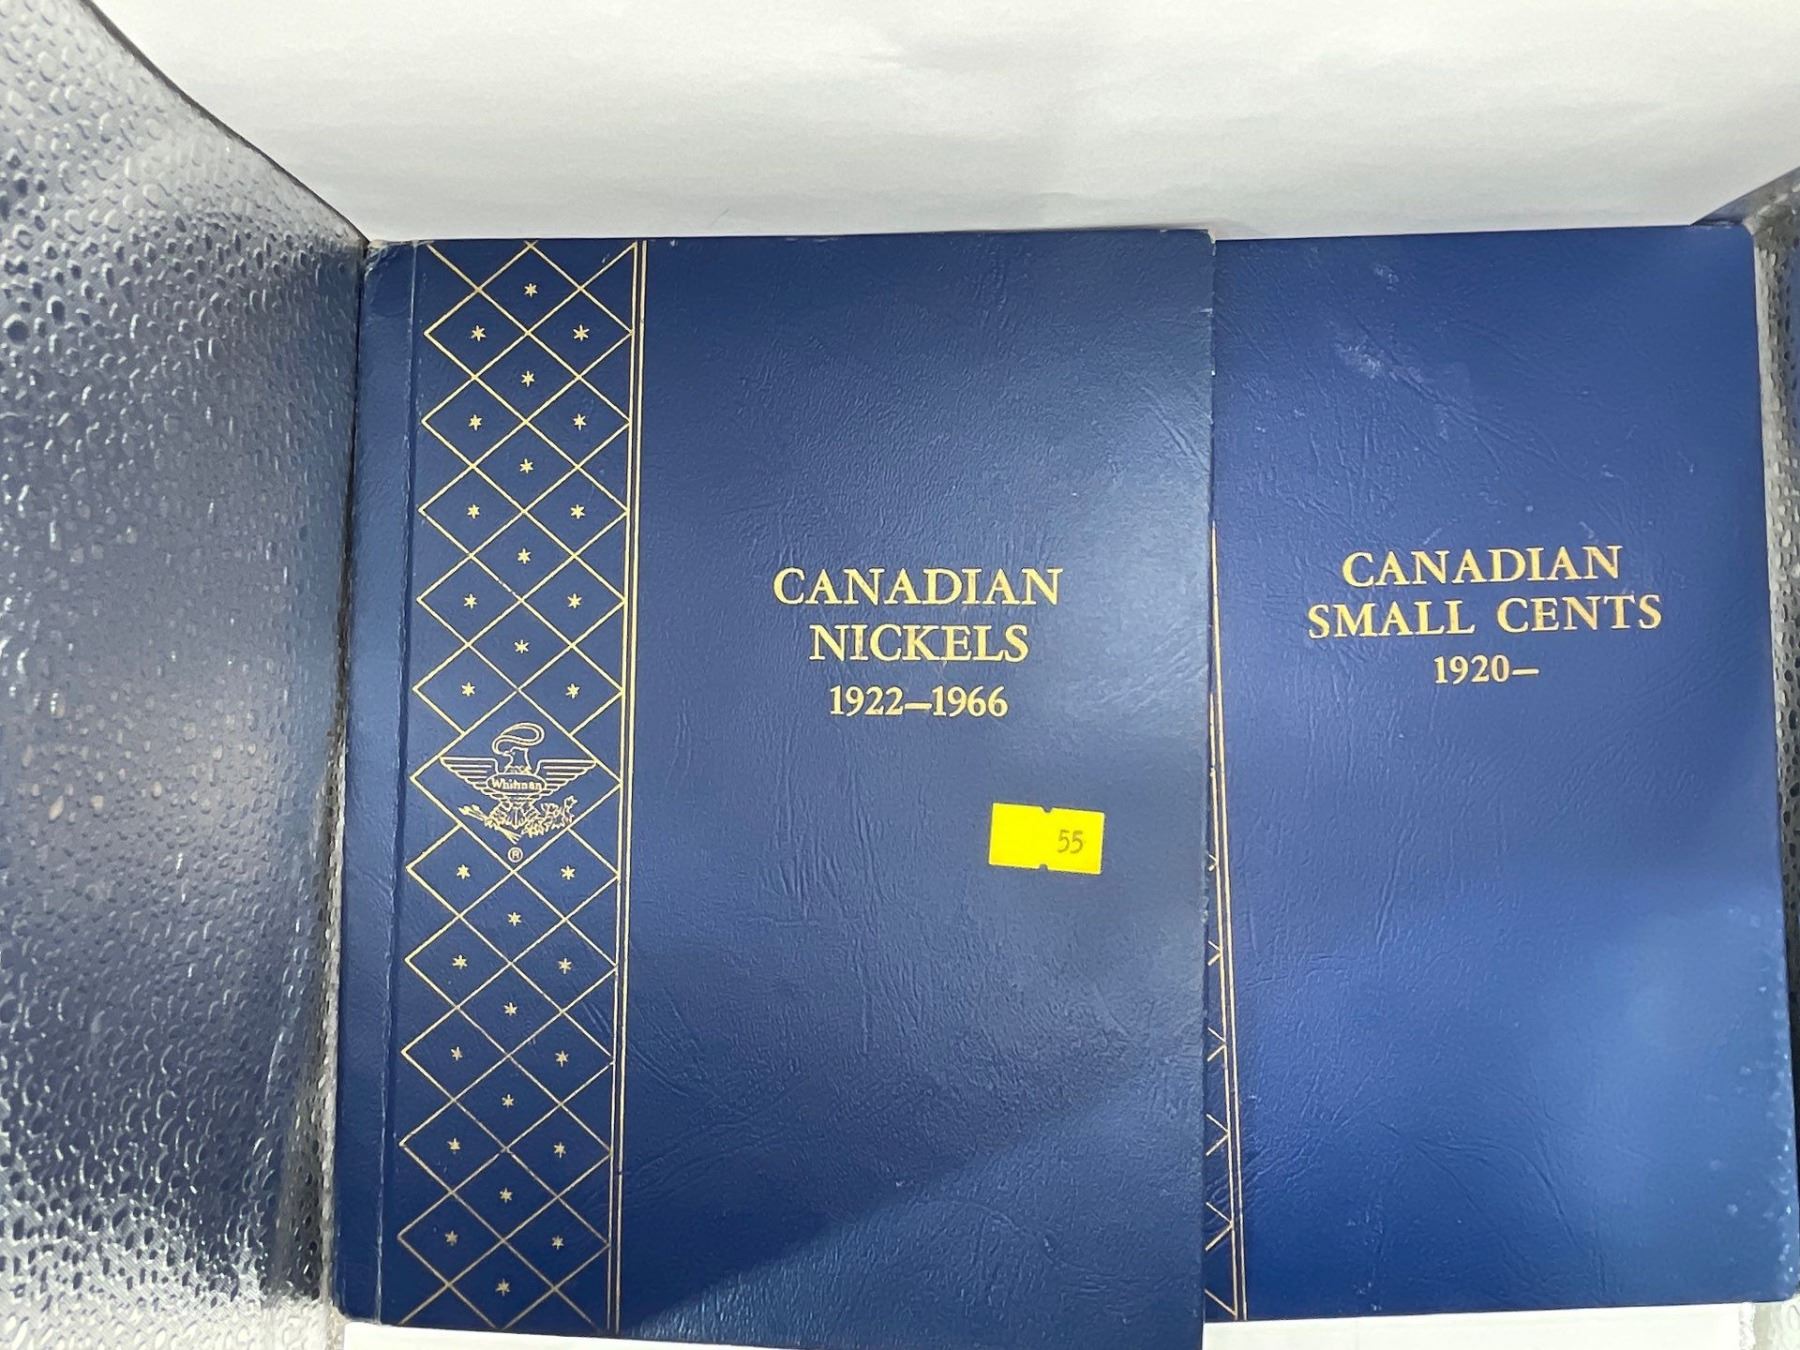 CANADIAN
NICKELS
1922–1966
Whitman
®
55
CANADIAN
SMALL CENTS
1920–